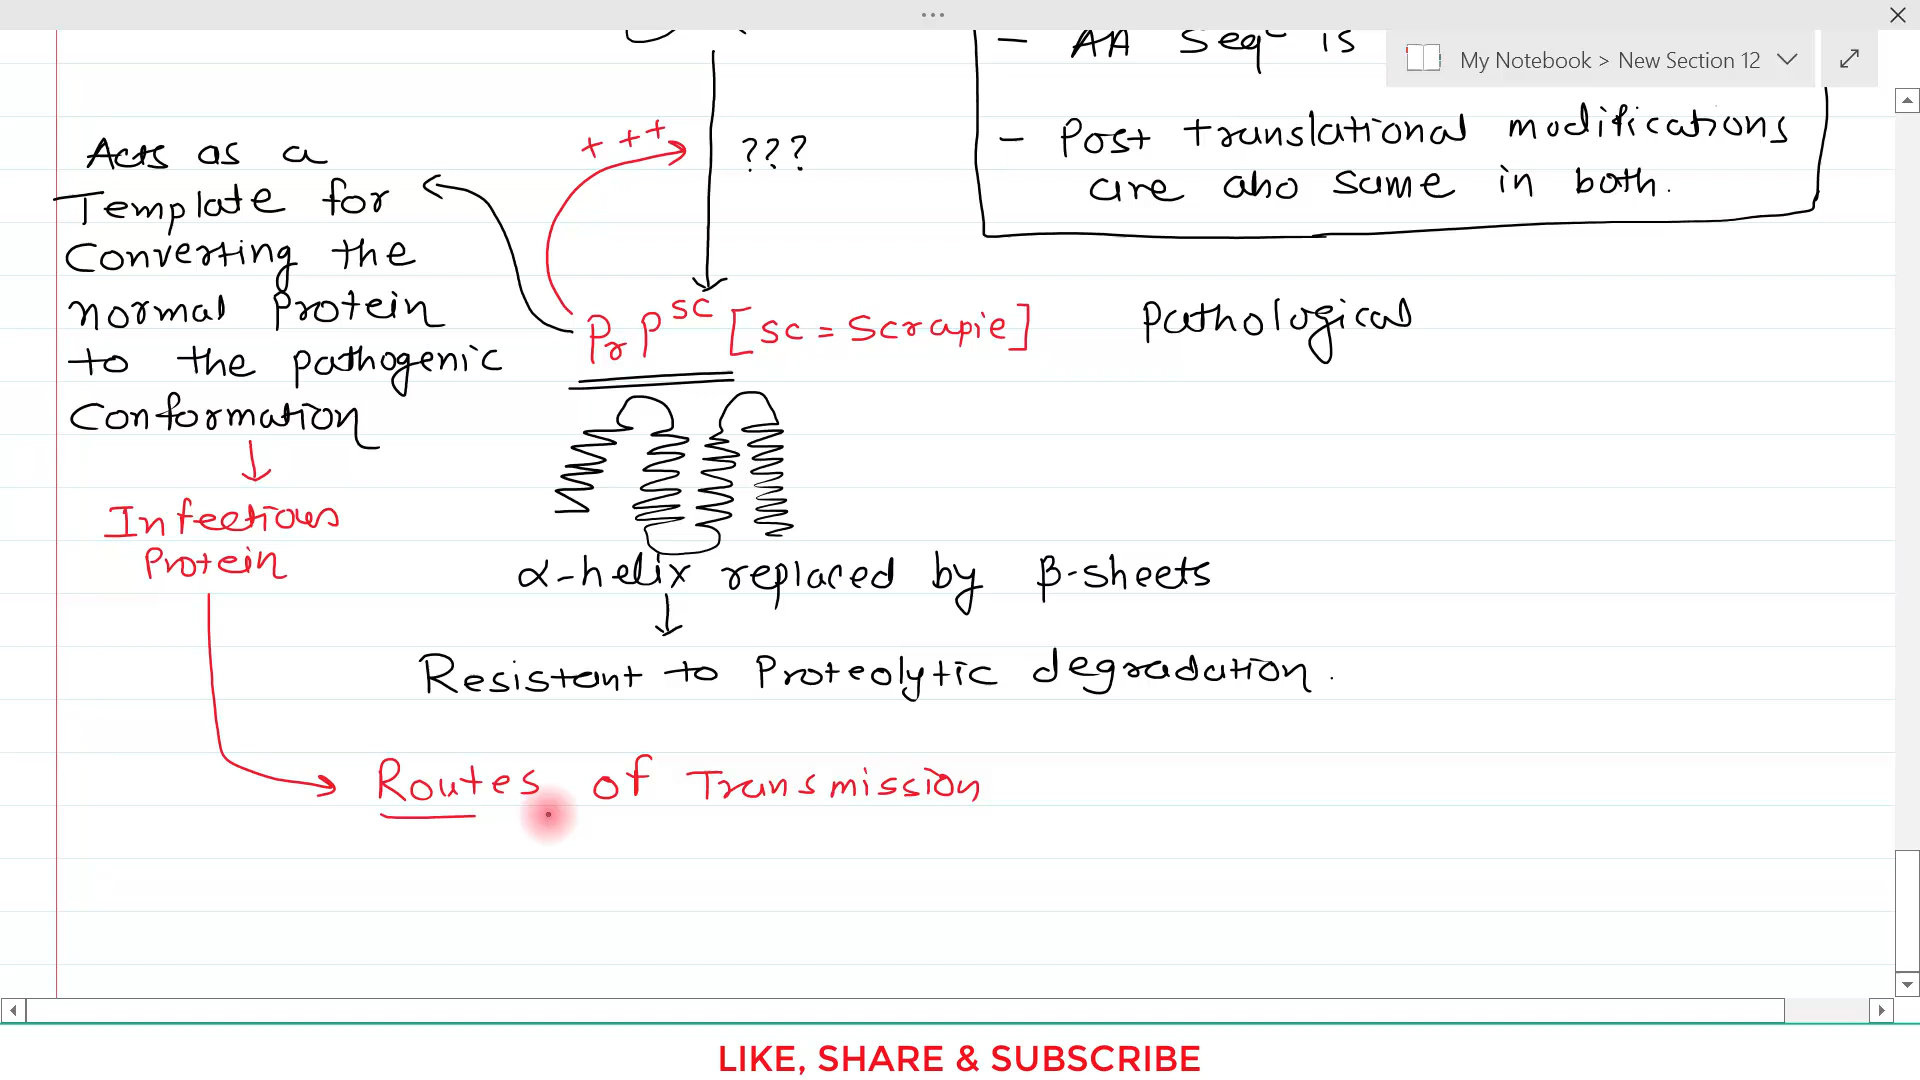 - AA Seq is
My Notebook > New Section 12
- Post translational modifications
are also same in both.
Acts as a
Template for
Converting the
normal Protein
to the pathogenic
Conformation
Infectious
Protein
+ + +
???
PrP^SC [SC = Scrapie]
Pathological
α-helix replaced by β-sheets
Resistant to Proteolytic degradation.
Routes of Transmission
LIKE, SHARE & SUBSCRIBE